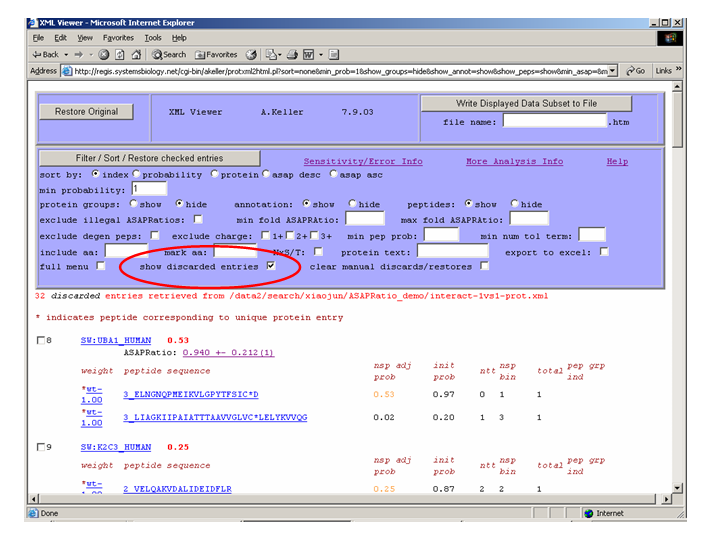 XML Viewer - Microsoft Internet Explorer
File Edit View Favorites Tools Help
Back Search Favorites
Address http://regis.systemsbiology.net/cgi-bin/akeller/protxml2html.pl?sort=none&min_prob=1&show_groups=hide&show_annot=show&show_peps=show&min_asap=&m Go Links »
Restore Original XML Viewer A.Keller 7.9.03 Write Displayed Data Subset to File
file name: .htm
Filter / Sort / Restore checked entries Sensitivity/Error Info More Analysis Info Help
sort by: index probability protein asap desc asap asc
min probability: 1
protein groups: show hide annotation: show hide peptides: show hide
exclude illegal ASAPRatios: min fold ASAPRatio: max fold ASAPRatio:
exclude degen peps: exclude charge: 1+ 2+ 3+ min pep prob: min num tol term:
include aa: mark aa: NxS/T: protein text: export to excel:
full menu show discarded entries clear manual discards/restores
32 discarded entries retrieved from /data2/search/xiaojun/ASAPRatio_demo/interact-1vs1-prot.xml
* indicates peptide corresponding to unique protein entry
8 SW:UBA1_HUMAN 0.53
ASAPRatio: 0.940 +- 0.212(1)
weight peptide sequence nsp adj prob init prob ntt nsp bin total pep grp ind
*wt-1.00 3_ELNGNQPMEIKVLGPYTFSIC*D 0.53 0.97 0 1 1
*wt-1.00 3_LIAGKIIPAIATTTAAVVGLVC*LELYKVVQG 0.02 0.20 1 3 1
9 SW:K2C3_HUMAN 0.25
weight peptide sequence nsp adj prob init prob ntt nsp bin total pep grp ind
*wt-1.00 2_VELQAKVDALIDEIDFLR 0.25 0.87 2 2 1
Done Internet